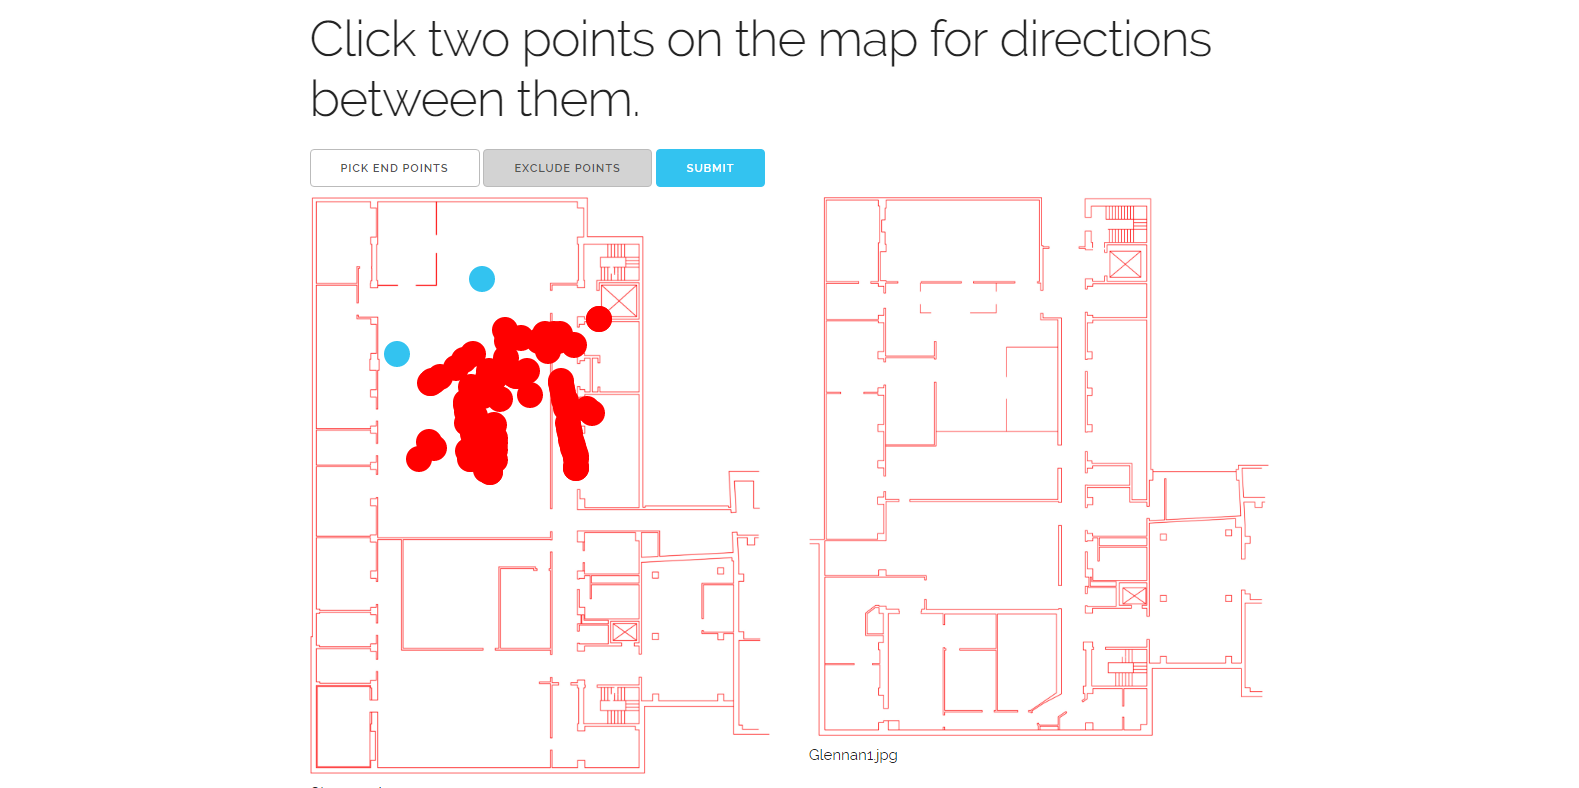 Click two points on the map for directions
between them.
PICK END POINTS
EXCLUDE POINTS
SUBMIT
Glennan1.jpg